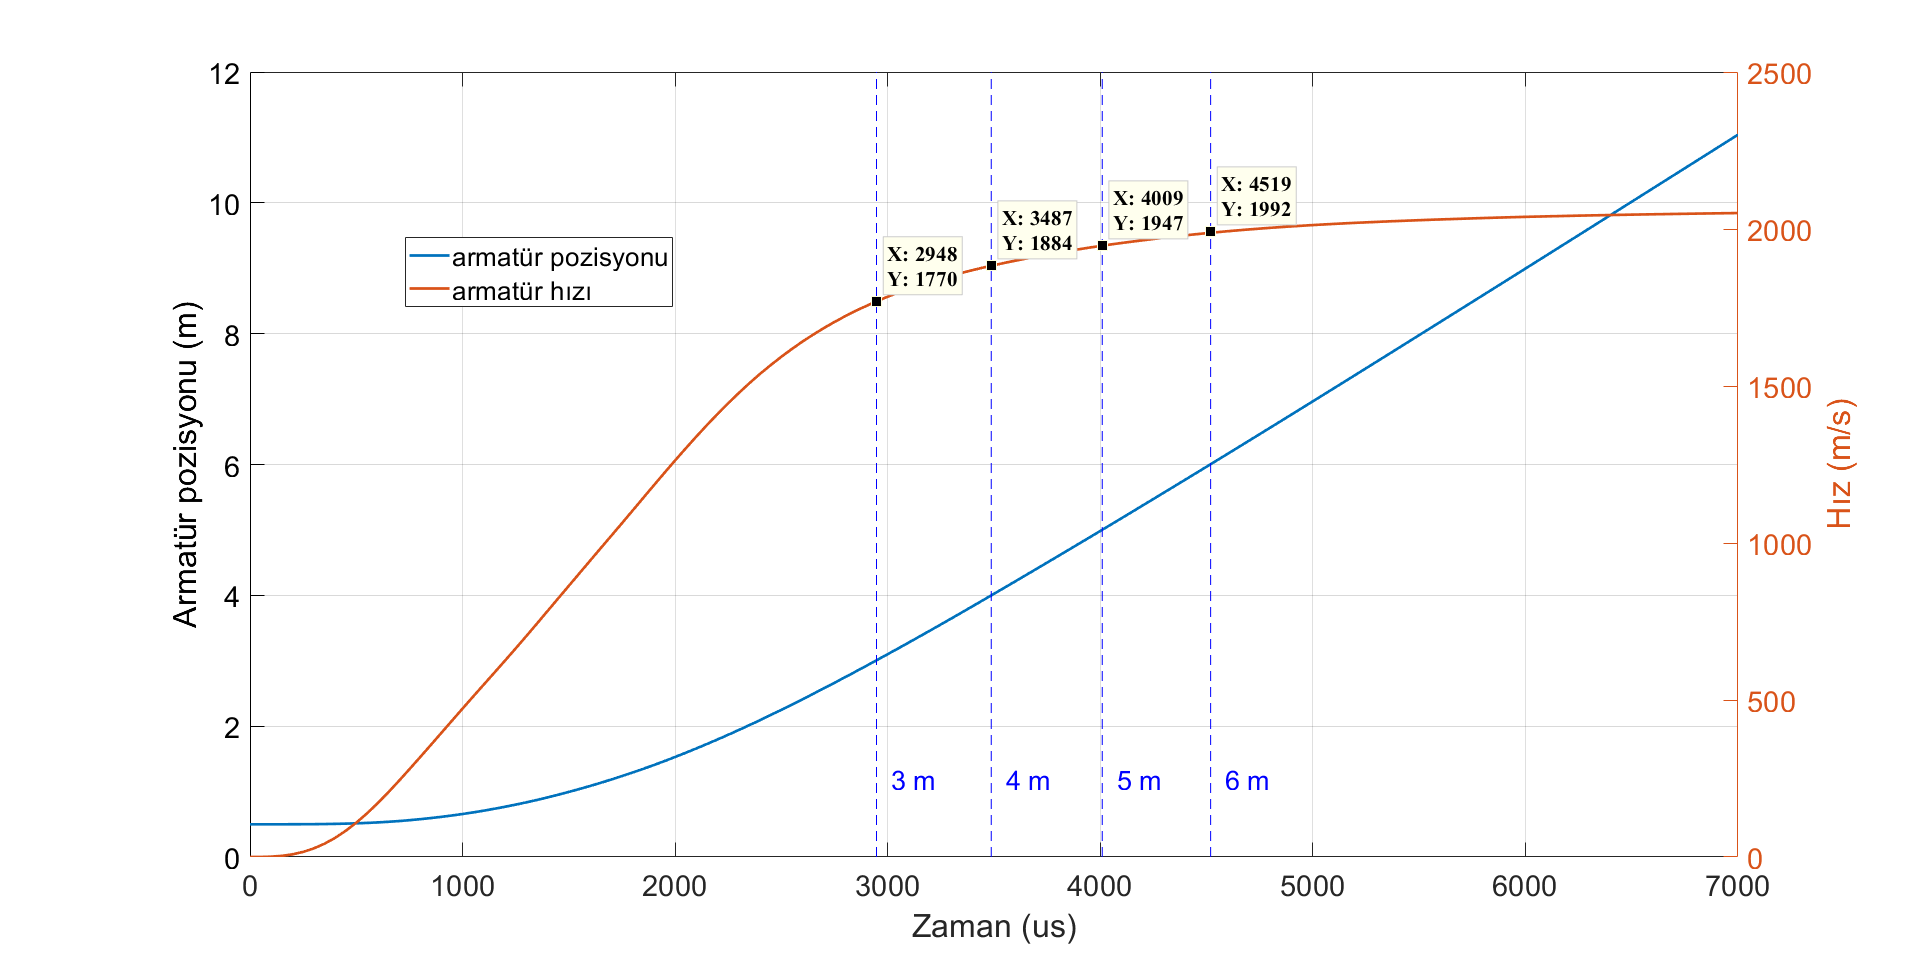 12
10
8
6
4
2
0
Armatür pozisyonu (m)
armatür pozisyonu
armatür hızı
X: 2948
Y: 1770
X: 3487
Y: 1884
X: 4009
Y: 1947
X: 4519
Y: 1992
3 m
4 m
5 m
6 m
2500
2000
1500
1000
500
0
Hız (m/s)
0
1000
2000
3000
4000
5000
6000
7000
Zaman (us)